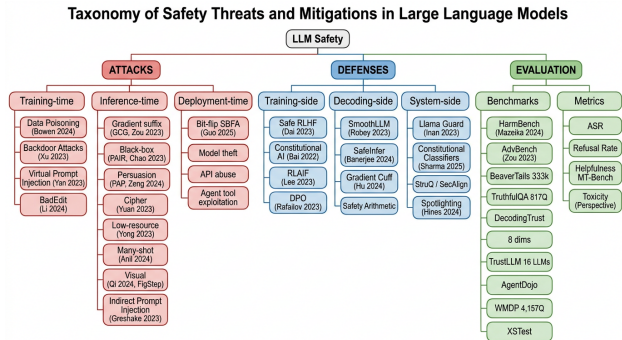 Taxonomy of Safety Threats and Mitigations in Large Language Models
LLM Safety
ATTACKS
DEFENSES
EVALUATION
Training-time
Inference-time
Deployment-time
Training-side
Decoding-side
System-side
Benchmarks
Metrics
Data Poisoning
(Bowen 2024)
Backdoor Attacks
(Xu 2023)
Virtual Prompt
Injection (Yan 2023)
BadEdit
(Li 2024)
Gradient suffix
(GCG, Zou 2023)
Black-box
(PAIR, Chao 2023)
Persuasion
(PAP, Zeng 2024)
Cipher
(Yuan 2023)
Low-resource
(Yong 2023)
Many-shot
(Anil 2024)
Visual
(Qi 2024, FigStep)
Indirect Prompt
Injection
(Greshake 2023)
Bit-flip SBFA
(Guo 2025)
Model theft
API abuse
Agent tool
exploitation
Safe RLHF
(Dai 2023)
Constitutional
AI (Bai 2022)
RLAIF
(Lee 2023)
DPO
(Rafailov 2023)
SmoothLLM
(Robey 2023)
SafeInfer
(Banerjee 2024)
Gradient Cuff
(Hu 2024)
Safety Arithmetic
Llama Guard
(Inan 2023)
Constitutional
Classifiers
(Sharma 2025)
StruQ / SecAlign
Spotlighting
(Hines 2024)
HarmBench
(Mazeika 2024)
AdvBench
(Zou 2023)
BeaverTails 333k
TruthfulQA 817Q
DecodingTrust
8 dims
TrustLLM 16 LLMs
AgentDojo
WMDP 4,157Q
XSTest
ASR
Refusal Rate
Helpfulness
MT-Bench
Toxicity
(Perspective)